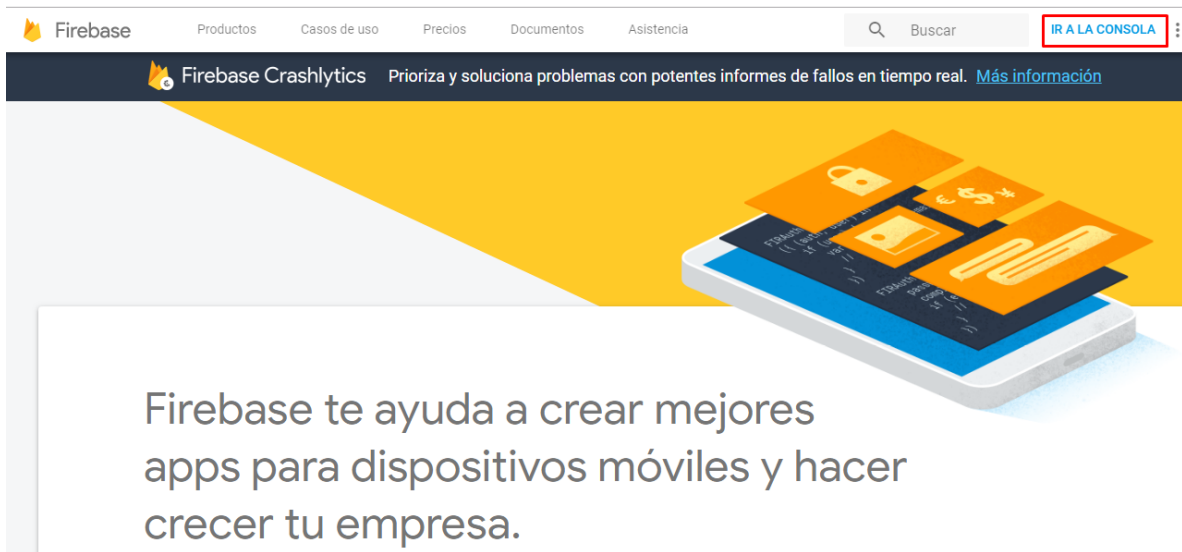 Firebase
Productos
Casos de uso
Precios
Documentos
Asistencia
Buscar
IR A LA CONSOLA
Firebase Crashlytics Prioriza y soluciona problemas con potentes informes de fallos en tiempo real. Más información
Firebase te ayuda a crear mejores
apps para dispositivos móviles y hacer
crecer tu empresa.